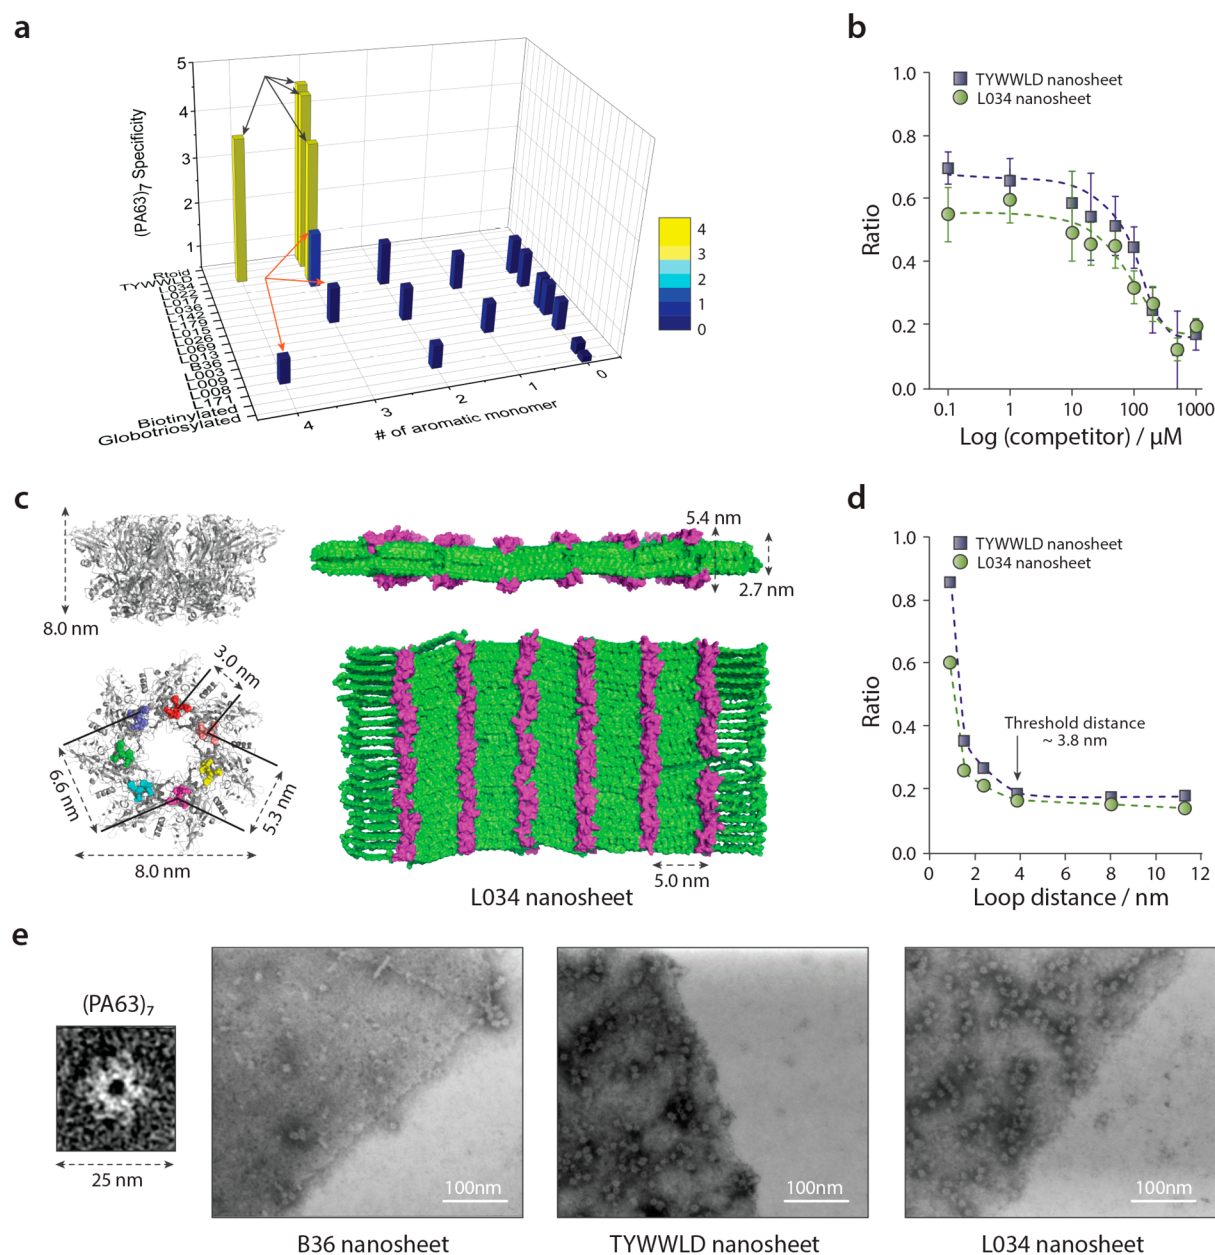 a
5
4
3
2
1
(PA63)₇ Specificity
Rtoid
TYWWLD
L034
L022
L017
L036
L142
L179
L015
L026
L069
L013
B36
L003
L009
L008
L171
Biotinylated
Globotriosylated
4
3
2
1
0
# of aromatic monomer
4
3
2
1
0
b
1.0
0.8
0.6
0.4
0.2
0.0
Ratio
TYWWLD nanosheet
L034 nanosheet
0.1
1
10
100
1000
Log (competitor) / μM
c
8.0 nm
3.0 nm
6.6 nm
5.3 nm
8.0 nm
5.4 nm
2.7 nm
5.0 nm
L034 nanosheet
d
1.0
0.8
0.6
0.4
0.2
0.0
Ratio
TYWWLD nanosheet
L034 nanosheet
Threshold distance
~ 3.8 nm
0
2
4
6
8
10
12
Loop distance / nm
e
(PA63)₇
25 nm
100nm
B36 nanosheet
100nm
TYWWLD nanosheet
100nm
L034 nanosheet